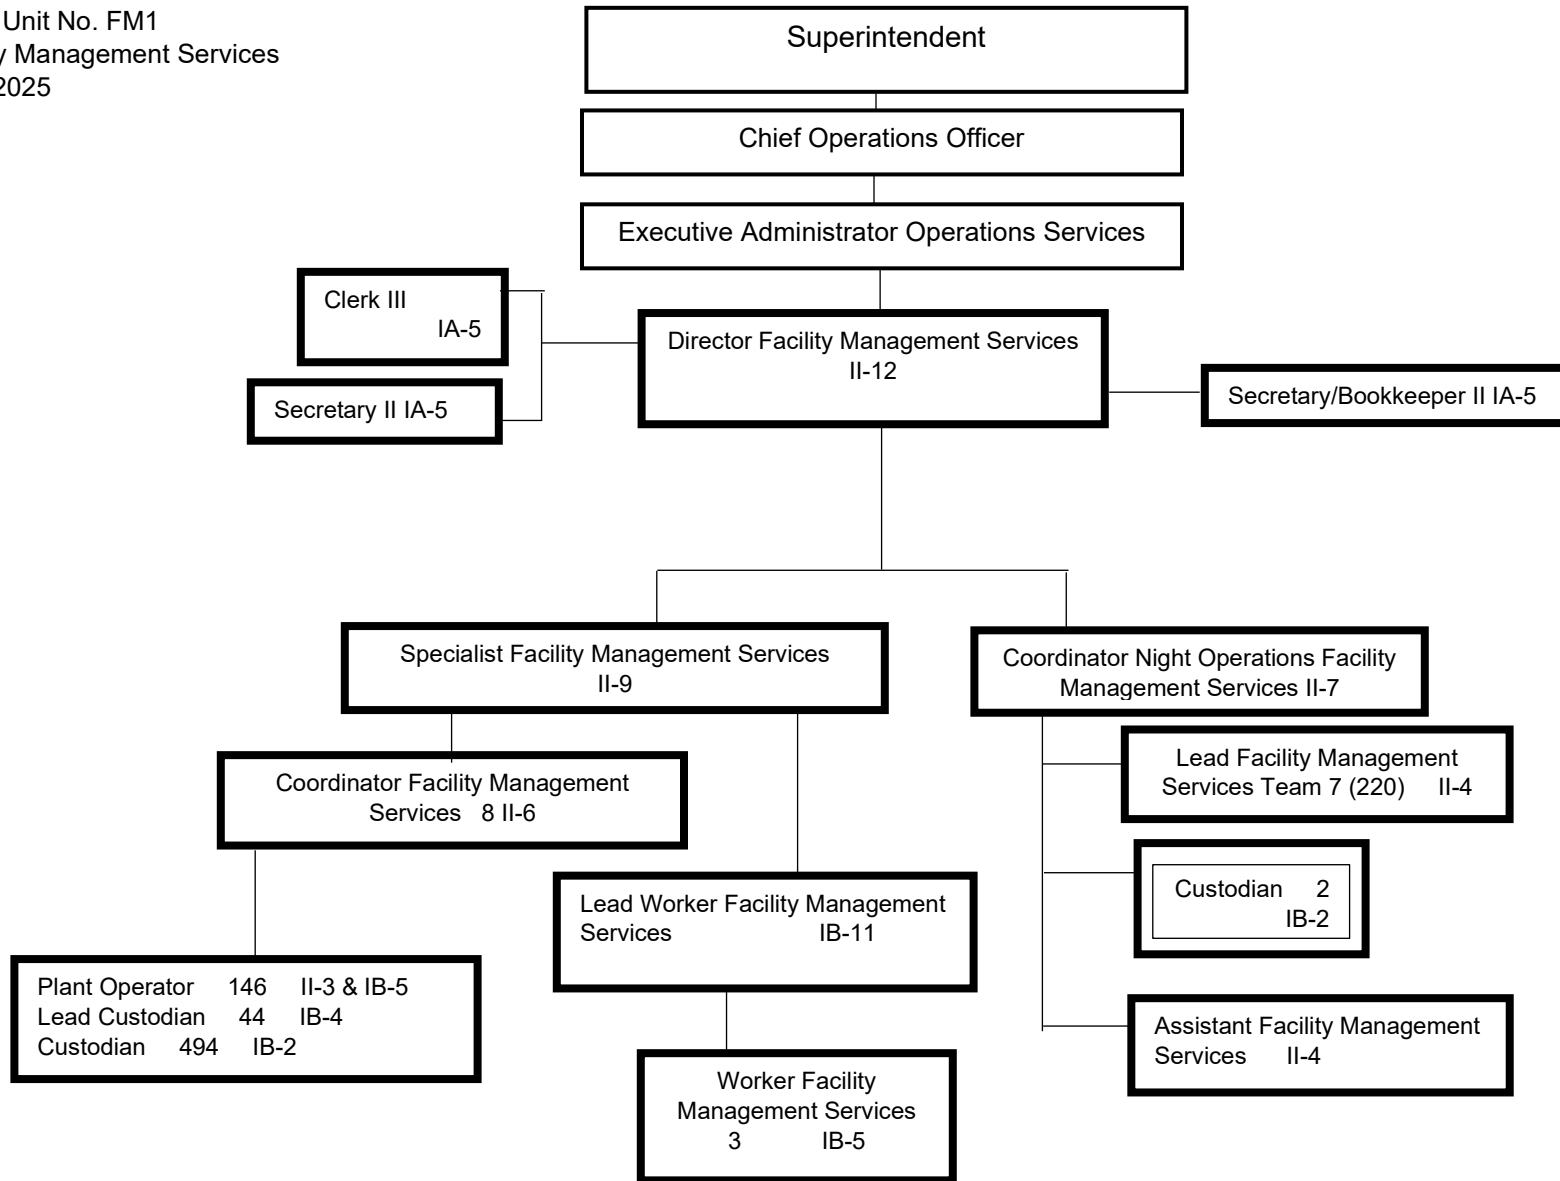 Unit No. FM1
Management Services
2025
Superintendent
Chief Operations Officer
Executive Administrator Operations Services
Clerk III
IA-5
Secretary II IA-5
Director Facility Management Services
II-12
Secretary/Bookkeeper II IA-5
Specialist Facility Management Services
II-9
Coordinator Night Operations Facility
Management Services II-7
Coordinator Facility Management
Services 8 II-6
Lead Facility Management
Services Team 7 (220) II-4
Custodian 2
IB-2
Lead Worker Facility Management
Services IB-11
Plant Operator 146 II-3 & IB-5
Lead Custodian 44 IB-4
Custodian 494 IB-2
Assistant Facility Management
Services II-4
Worker Facility
Management Services
3 IB-5